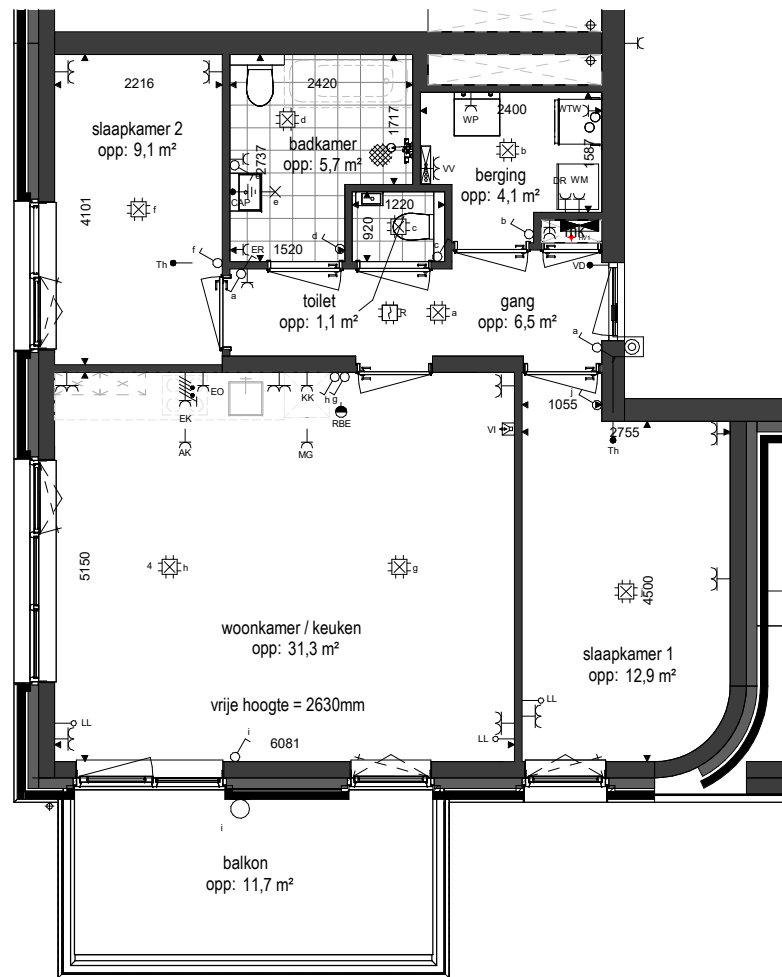 2216
2420
1717
2400
WP
WTW
1597
slaapkamer 2
opp: 9,1 m²
d
badkamer
opp: 5,7 m²
b
berging
opp: 4,1 m²
2737
VV
DR WM
CAP
e
1220
4101
f
920
c
c
b
mk
f
Th
ER
1520
d
VD
a
toilet
opp: 1,1 m²
R
a
gang
opp: 6,5 m²
a
EO
KK
h g
j
1055
EK
RBE
VI
2755
AK
MG
Th
5150
4
h
g
4500
woonkamer / keuken
opp: 31,3 m²
slaapkamer 1
opp: 12,9 m²
vrije hoogte = 2630mm
LL
LL
LL
i
6081
i
balkon
opp: 11,7 m²